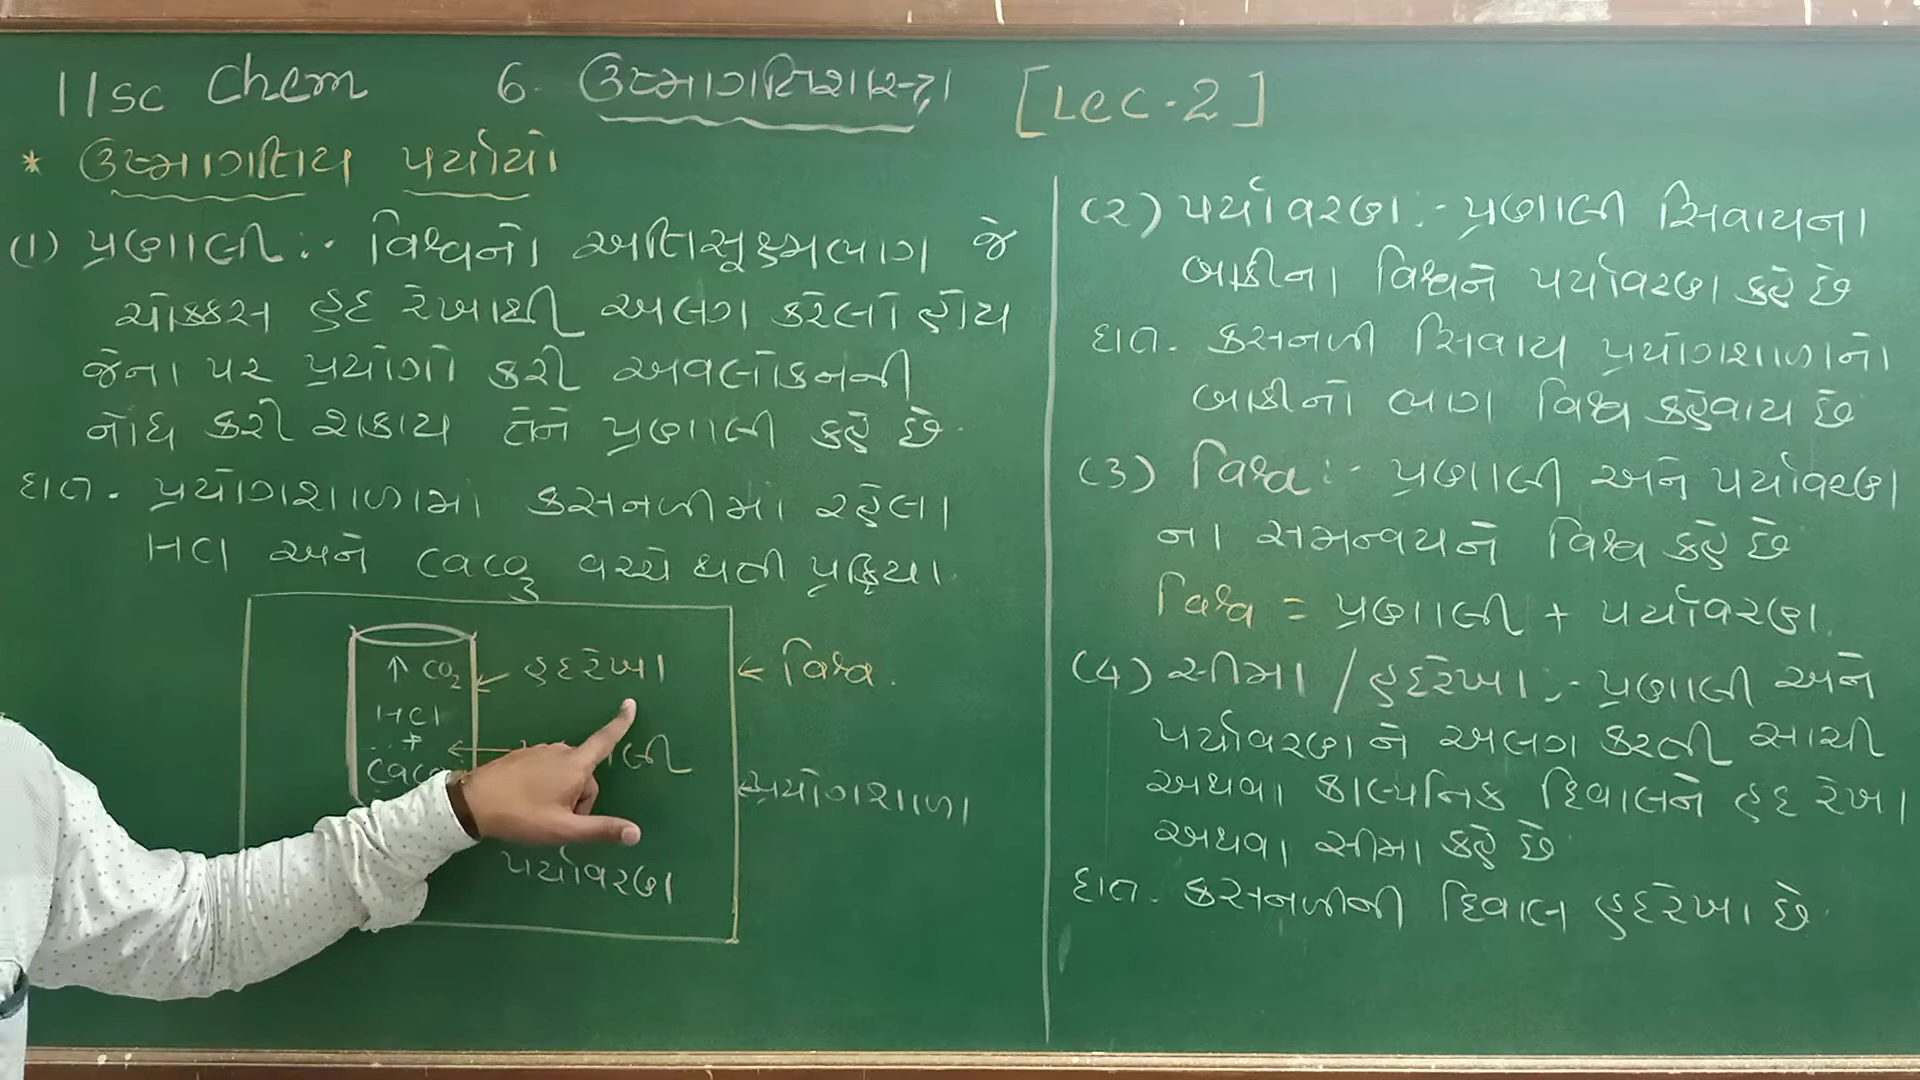 11sc Chem 6. ઉષ્માગતિશાસ્ત્ર [Lec-2]
* ઉષ્માગતિય પર્યાયો
(1) પ્રણાલી :- વિશ્વનો અતિસૂક્ષ્મભાગ જે
ચોક્કસ હદ રેખાથી અલગ કરેલો હોય
જેના પર પ્રયોગો કરી અવલોકનની
નોંધ કરી શકાય તેને પ્રણાલી કહે છે.
દા.ત. પ્રયોગશાળામાં કસનળીમાં રહેલા
HCl અને CaCO3 વચ્ચે થતી પ્રક્રિયા.
↑ CO2 ← હદરેખા
← વિશ્વ.
HCl
+
CaCO
← પ્રયોગશાળા
પર્યાવરણ
(૨) પર્યાવરણ :- પ્રણાલી સિવાયના
બાકીના વિશ્વને પર્યાવરણ કહે છે
દા.ત. કસનળી સિવાય પ્રયોગશાળાનો
બાકીનો ભાગ વિશ્વ કહેવાય છે
(3) વિશ્વ :- પ્રણાલી અને પર્યાવરણ
ના સમન્વયને વિશ્વ કહે છે
વિશ્વ = પ્રણાલી + પર્યાવરણ.
(4) સીમા / હદરેખા :- પ્રણાલી અને
પર્યાવરણ ને અલગ કરતી સાચી
અથવા કાલ્પનિક દિવાલને હદ રેખા
અથવા સીમા કહે છે.
દા.ત. કસનળીની દિવાલ હદરેખા છે.